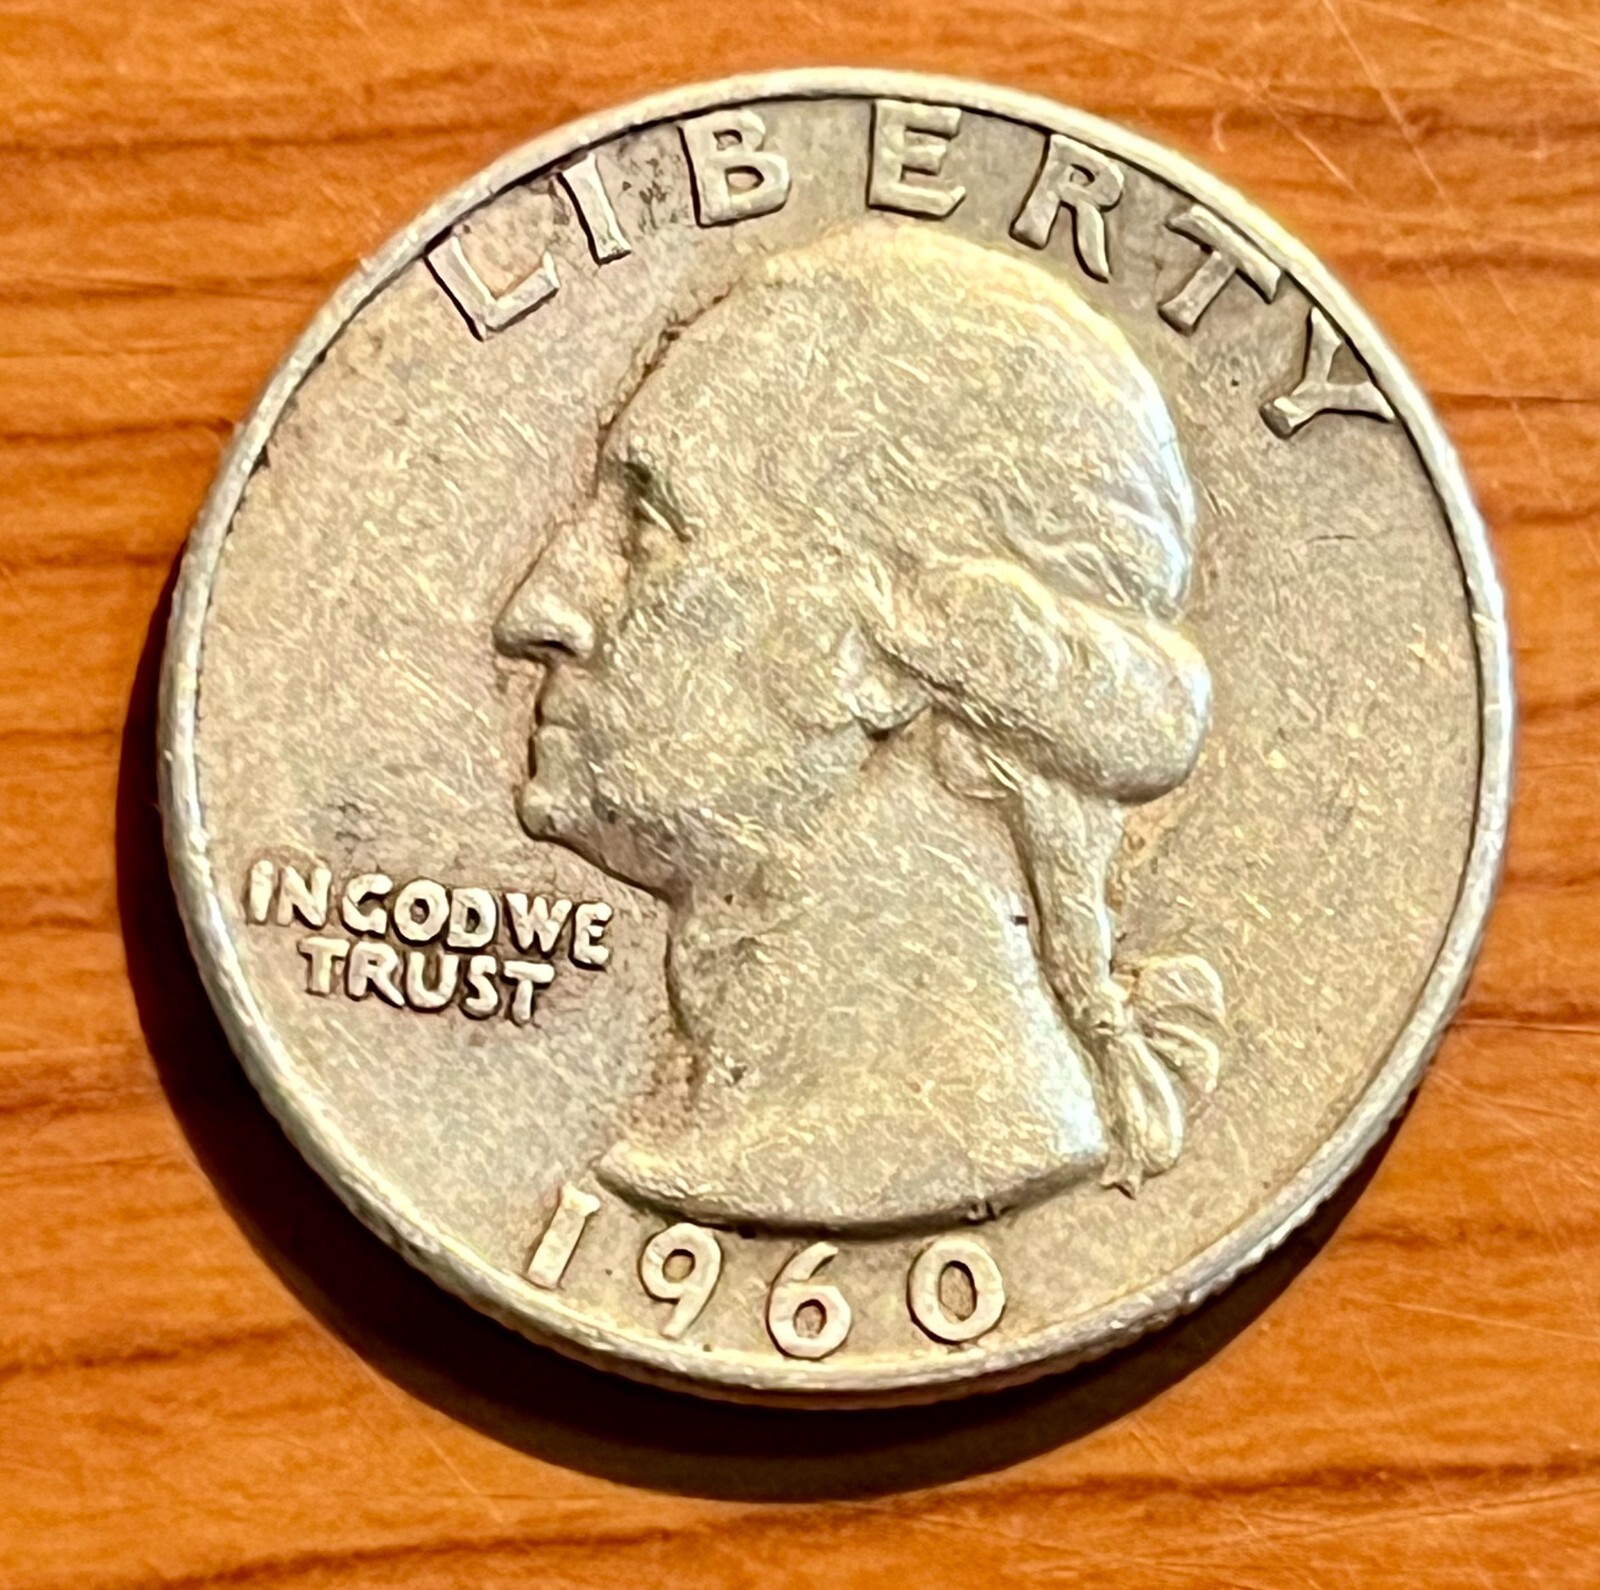 LIBERTY
IN GOD WE
TRUST
1960